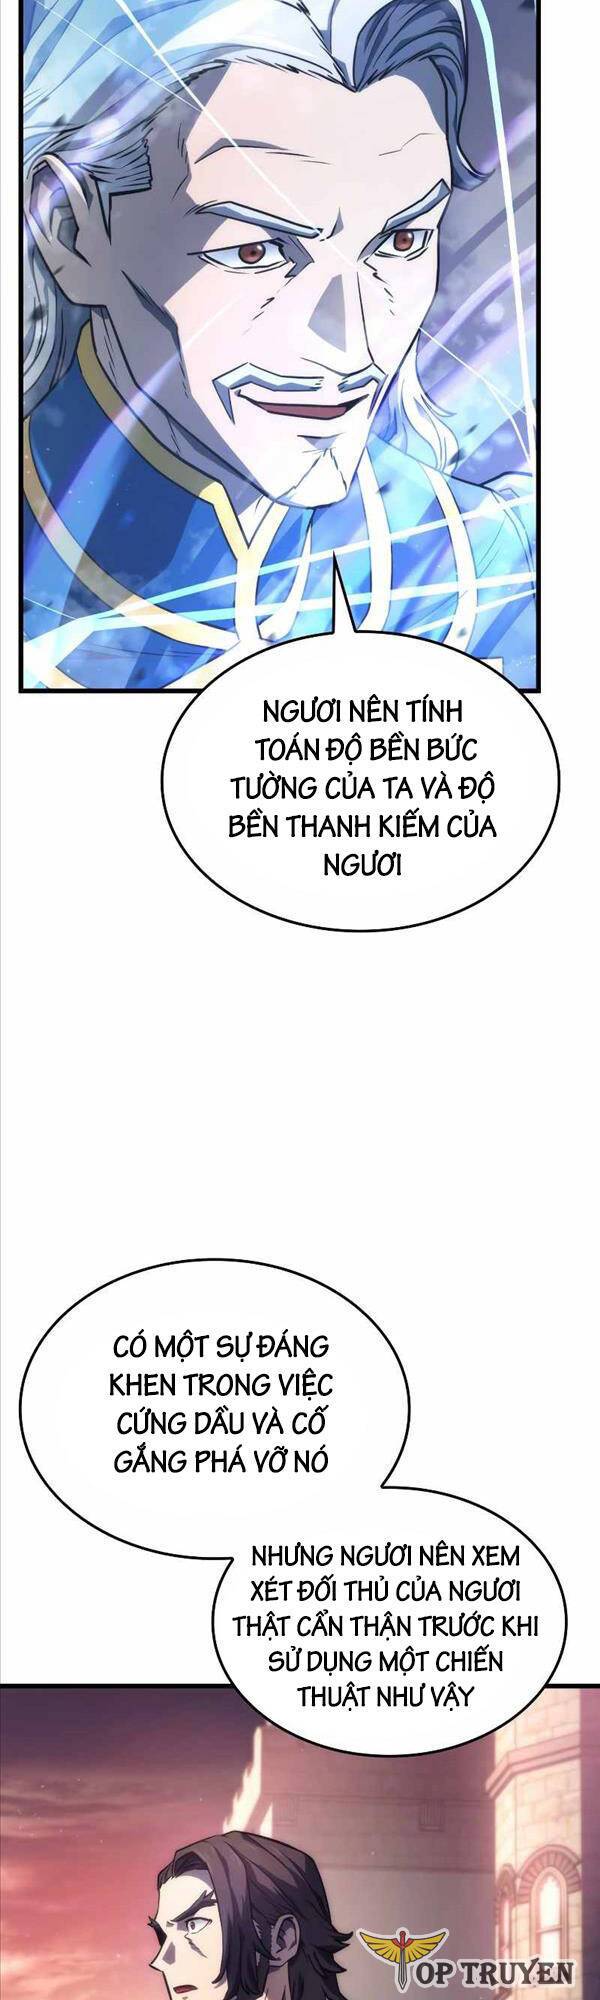 NGƯƠI NÊN TÍNH
TOÁN ĐỘ BỀN BỨC
TƯỜNG CỦA TA VÀ ĐỘ
BỀN THANH KIẾM CỦA
NGƯƠI
CÓ MỘT SỰ ĐÁNG
KHEN TRONG VIỆC
CỨNG DẦU VÀ CỐ
GẮNG PHÁ VỠ NÓ
NHƯNG NGƯƠI NÊN XEM
XÉT ĐỐI THỦ CỦA NGƯƠI
THẬT CẨN THẬN TRƯỚC KHI
SỬ DỤNG MỘT CHIẾN
THUẬT NHƯ VẬY
TOP TRUYEN